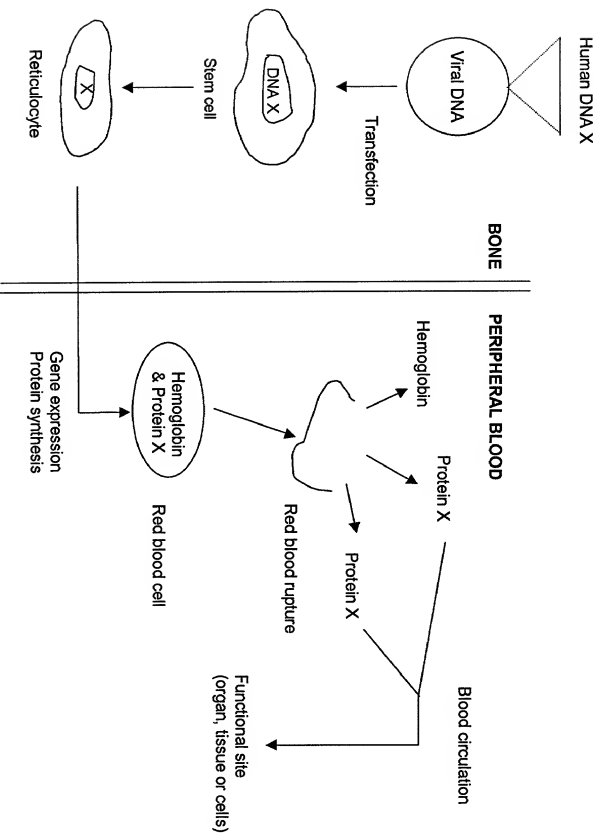 Human DNA X
Viral DNA
Transfection
DNA X
Stem cell
X
Reticulocyte
BONE
PERIPHERAL BLOOD
Gene expression
Protein synthesis
Hemoglobin
& Protein X
Red blood cell
Red blood rupture
Hemoglobin
Protein X
Protein X
Blood circulation
Functional site
(organ, tissue or cells)